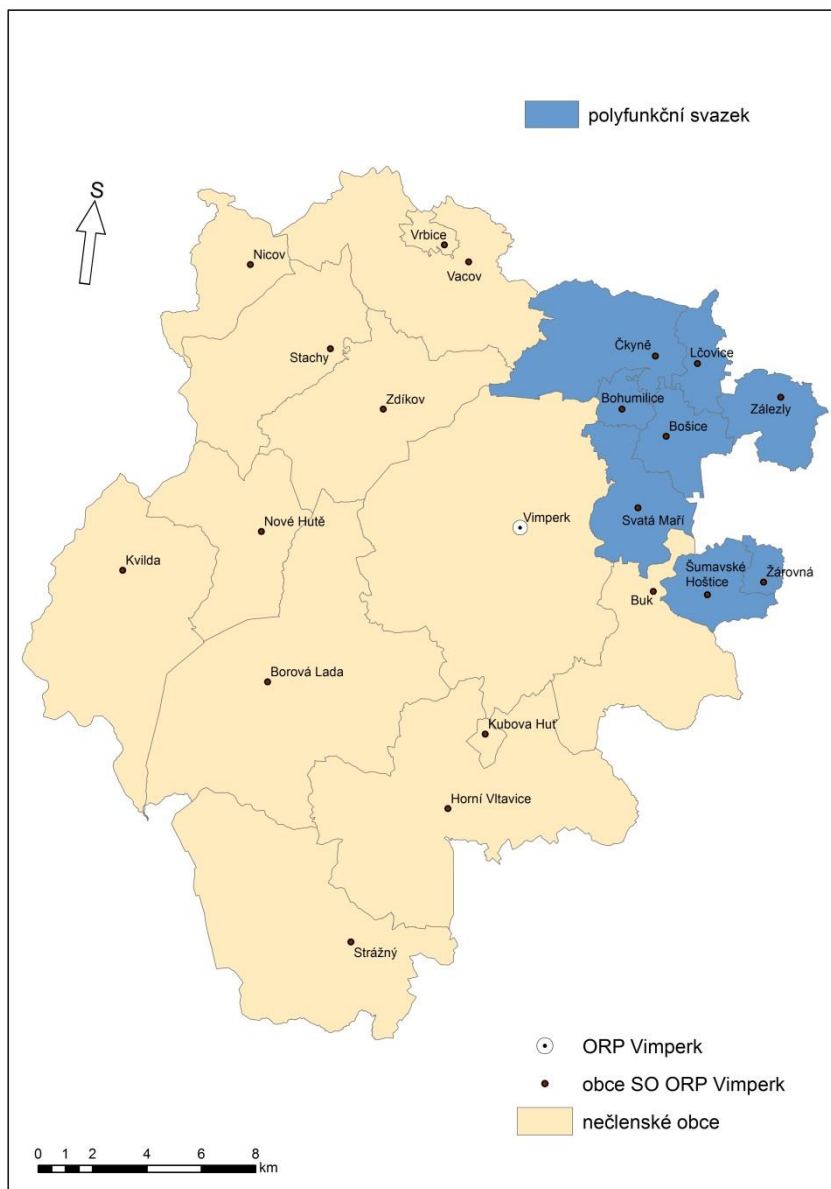 polyfunkční svazek
S
Vrbice
Nicov
Vacov
Stachy
Čkyně
Lčovice
Zdíkov
Bohumilice
Zálezly
Bošice
Svatá Maří
Vimperk
Nové Hutě
Kvilda
Šumavské
Hoštice
Žárovná
Buk
Borová Lada
Kubova Huť
Horní Vltavice
Strážný
ORP Vimperk
obce SO ORP Vimperk
nečlenské obce
0 1 2 4 6 8
km